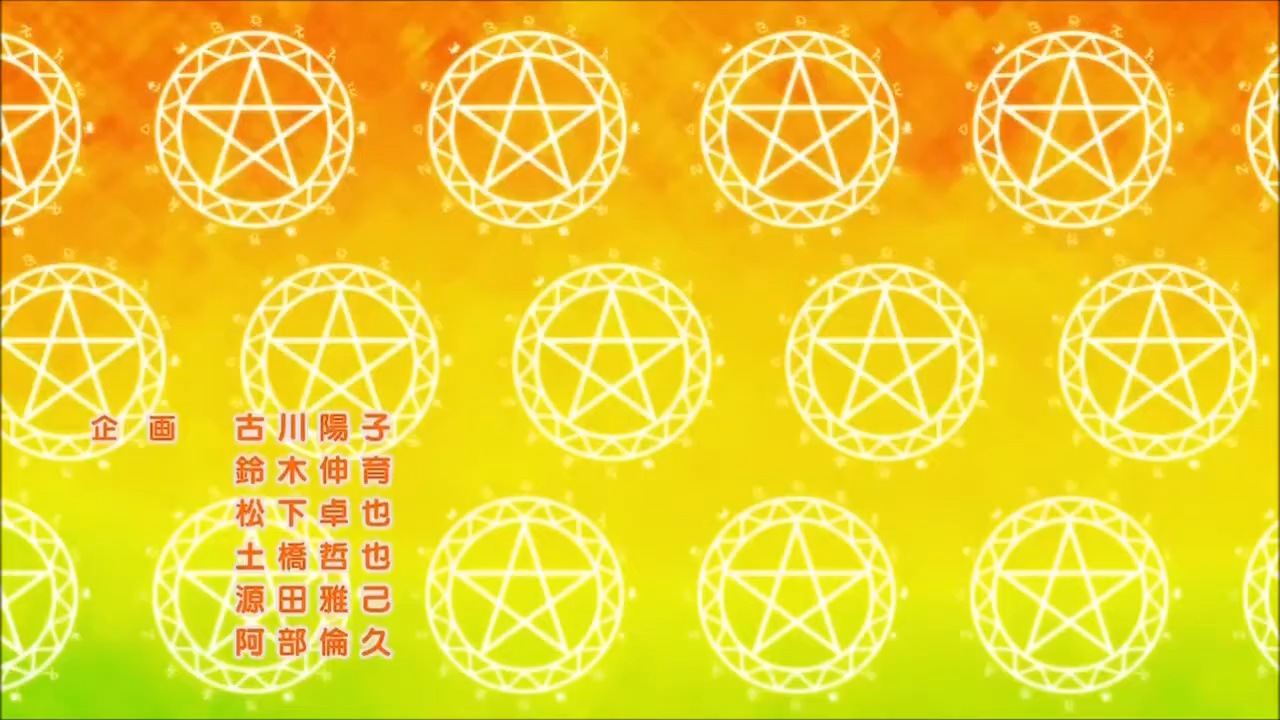 企画 古川陽子
鈴木伸育
松下卓也
土橋哲也
源田雅己
阿部倫久